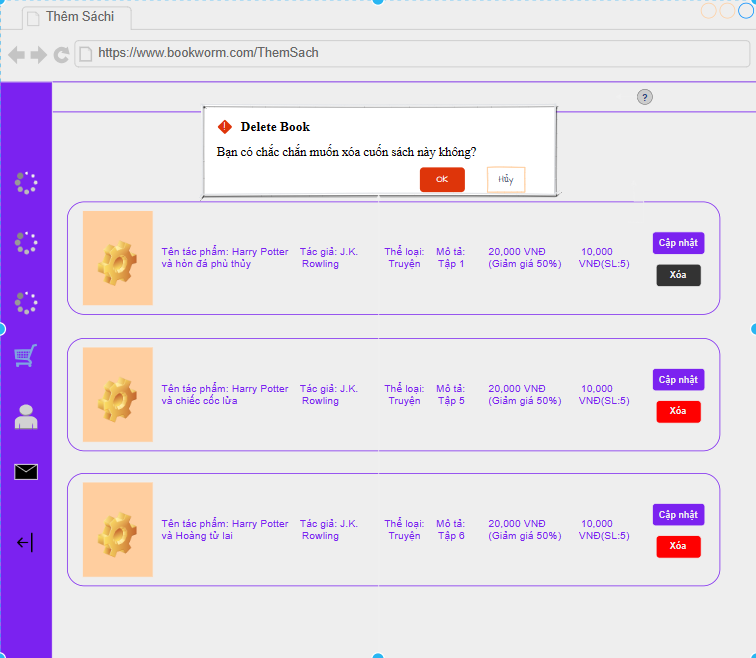 Thêm Sáchi
https://www.bookworm.com/ThemSach
?
Delete Book
Bạn có chắc chắn muốn xóa cuốn sách này không?
OK
Hủy
Tên tác phẩm: Harry Potter
và hòn đá phù thủy
Tác giả: J.K.
Rowling
Thể loại:
Truyện
Mô tả:
Tập 1
20,000 VNĐ
(Giảm giá 50%)
10,000
VNĐ(SL:5)
Cập nhật
Xóa
Tên tác phẩm: Harry Potter
và chiếc cốc lửa
Tác giả: J.K.
Rowling
Thể loại:
Truyện
Mô tả:
Tập 5
20,000 VNĐ
(Giảm giá 50%)
10,000
VNĐ(SL:5)
Cập nhật
Xóa
Tên tác phẩm: Harry Potter
và Hoàng tử lai
Tác giả: J.K.
Rowling
Thể loại:
Truyện
Mô tả:
Tập 6
20,000 VNĐ
(Giảm giá 50%)
10,000
VNĐ(SL:5)
Cập nhật
Xóa